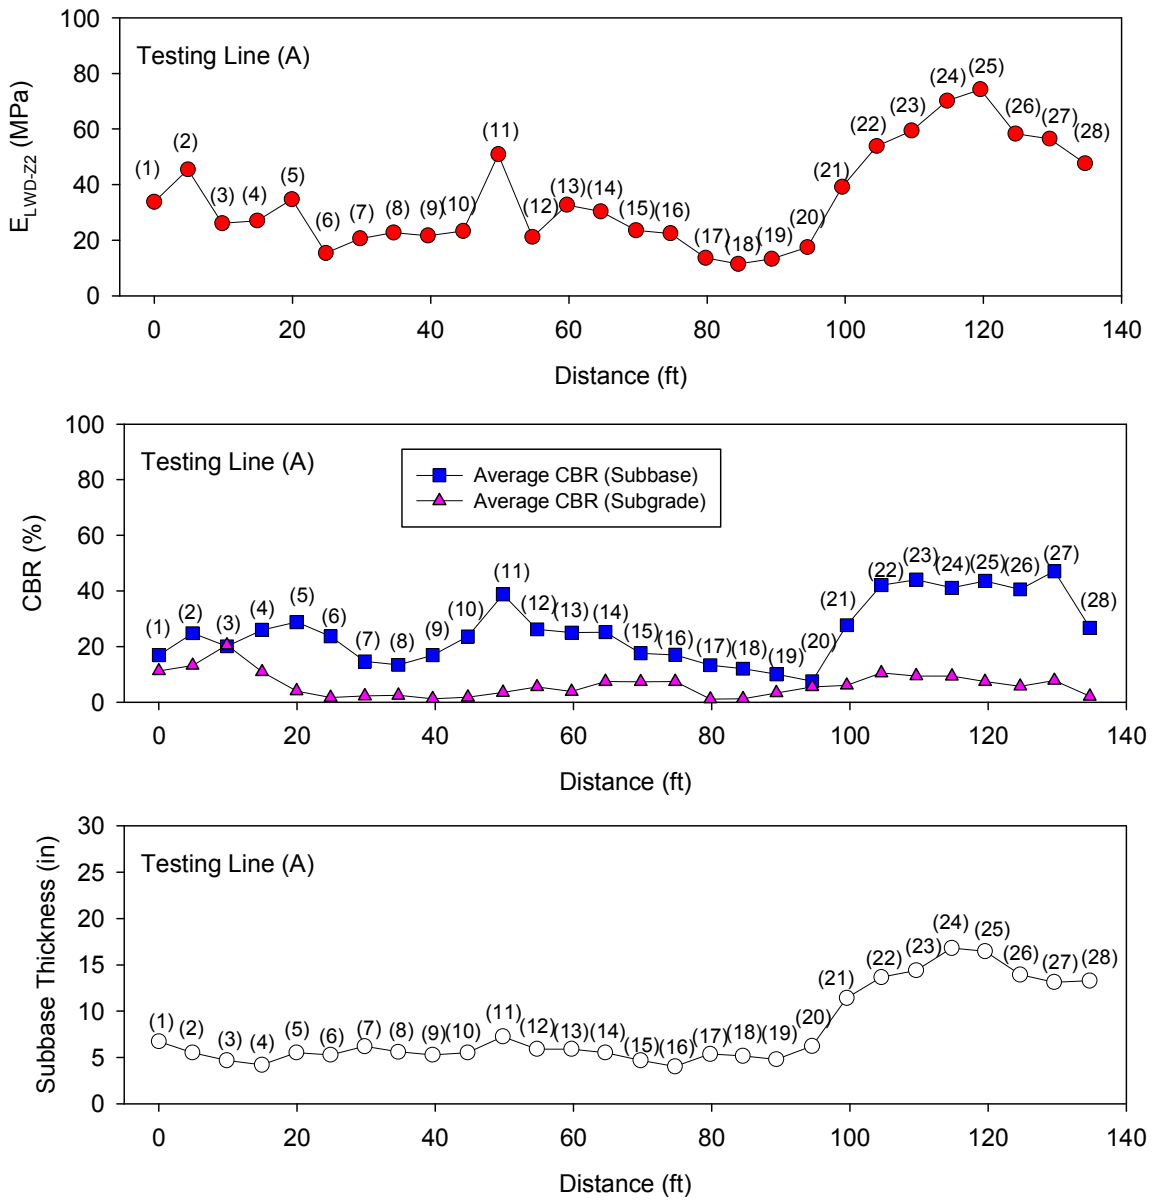 100
80
60
40
20
0
E_LWD-Z2 (MPa)
Testing Line (A)
(1) (2) (3) (4) (5) (6) (7) (8) (9) (10) (11) (12) (13) (14) (15) (16) (17) (18) (19) (20) (21) (22) (23) (24) (25) (26) (27) (28)
0 20 40 60 80 100 120 140
Distance (ft)
100
80
60
40
20
0
CBR (%)
Testing Line (A)
Average CBR (Subbase)
Average CBR (Subgrade)
(1) (2) (3) (4) (5) (6) (7) (8) (9) (10) (11) (12) (13) (14) (15) (16) (17) (18) (19) (20) (21) (22) (23) (24) (25) (26) (27) (28)
0 20 40 60 80 100 120 140
Distance (ft)
30
25
20
15
10
5
0
Subbase Thickness (in)
Testing Line (A)
(1) (2) (3) (4) (5) (6) (7) (8) (9) (10) (11) (12) (13) (14) (15) (16) (17) (18) (19) (20) (21) (22) (23) (24) (25) (26) (27) (28)
0 20 40 60 80 100 120 140
Distance (ft)